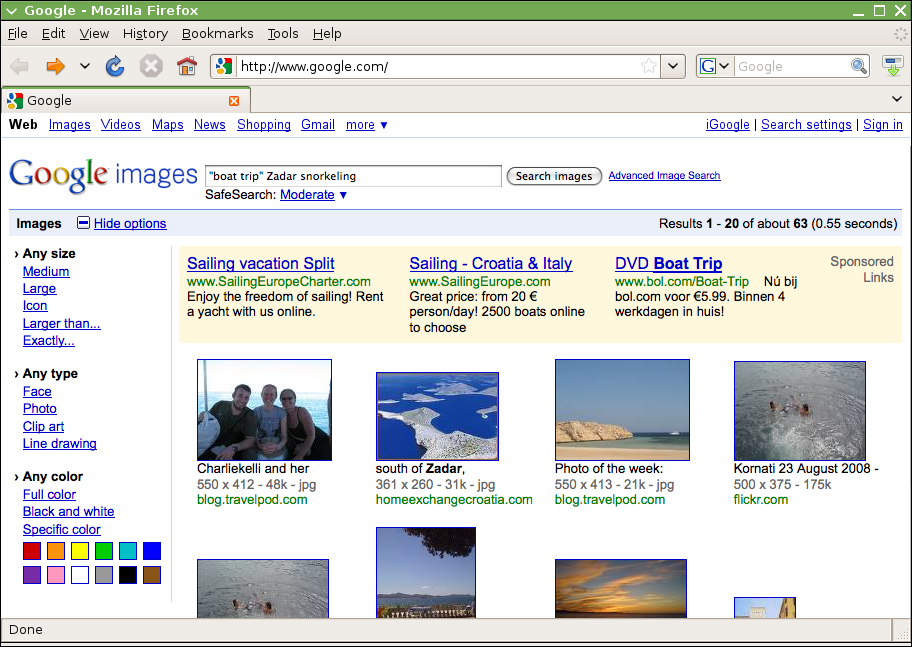 Google - Mozilla Firefox
File Edit View History Bookmarks Tools Help
http://www.google.com/
G Google
Google
Web Images Videos Maps News Shopping Gmail more ▼ iGoogle | Search settings | Sign in
Google images "boat trip" Zadar snorkeling Search images Advanced Image Search
SafeSearch: Moderate ▼
Images Hide options Results 1 - 20 of about 63 (0.55 seconds)
› Any size
Medium
Large
Icon
Larger than...
Exactly...
› Any type
Face
Photo
Clip art
Line drawing
› Any color
Full color
Black and white
Specific color
Sponsored Links
Sailing vacation Split
www.SailingEuropeCharter.com
Enjoy the freedom of sailing! Rent
a yacht with us online.
Sailing - Croatia & Italy
www.SailingEurope.com
Great price: from 20 €
person/day! 2500 boats online
to choose
DVD Boat Trip
www.bol.com/Boat-Trip Nú bij
bol.com voor €5.99. Binnen 4
werkdagen in huis!
Charliekelli and her
550 x 412 - 48k - jpg
blog.travelpod.com
south of Zadar,
361 x 260 - 31k - jpg
homeexchangecroatia.com
Photo of the week:
550 x 413 - 21k - jpg
blog.travelpod.com
Kornati 23 August 2008 -
500 x 375 - 175k
flickr.com
Done